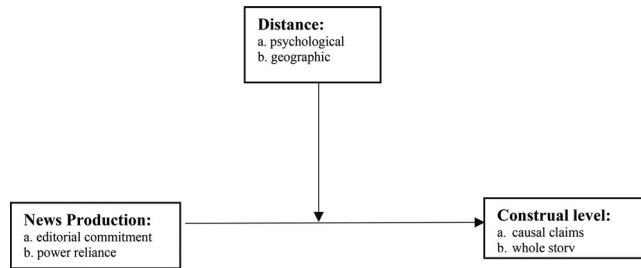 Distance:
a. psychological
b. geographic
News Production:
a. editorial commitment
b. power reliance
Construal level:
a. causal claims
b. whole story